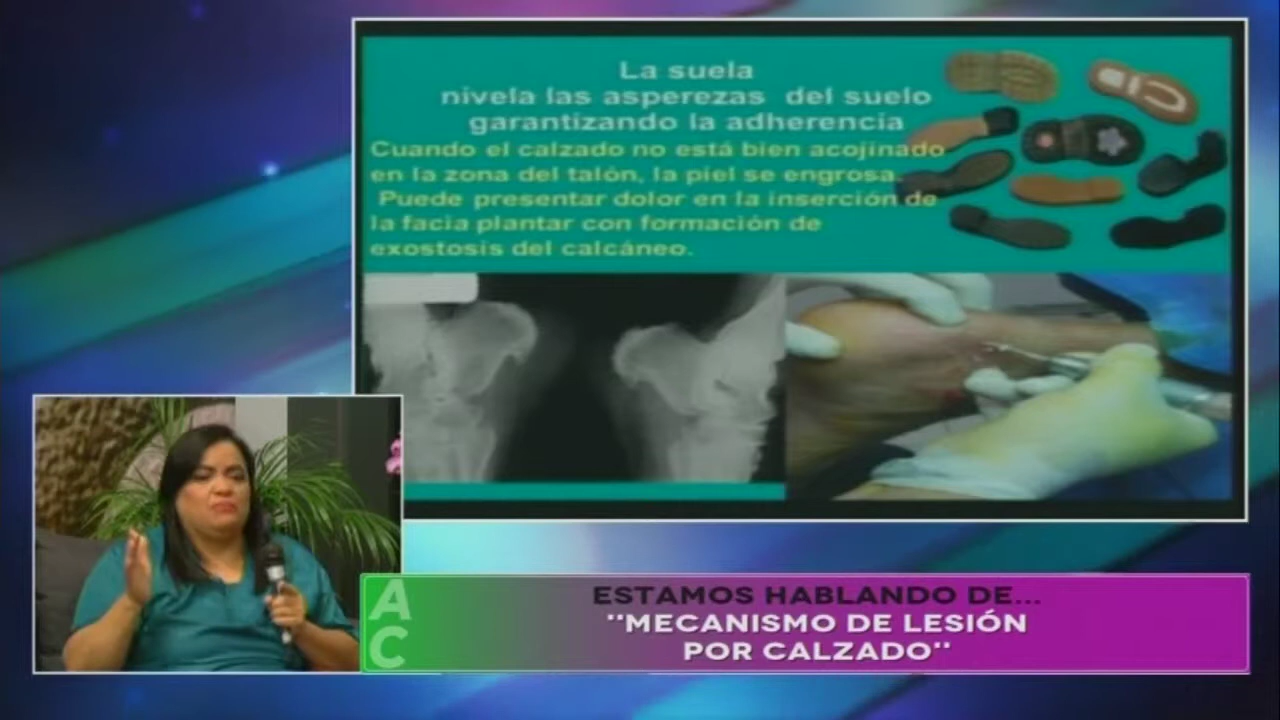 La suela
nivela las asperezas del suelo
garantizando la adherencia
Cuando el calzado no está bien acojinado
en la zona del talón, la piel se engrosa.
Puede presentar dolor en la inserción de
la facia plantar con formación de
exostosis del calcáneo.
AC
ESTAMOS HABLANDO DE...
"MECANISMO DE LESIÓN
POR CALZADO"